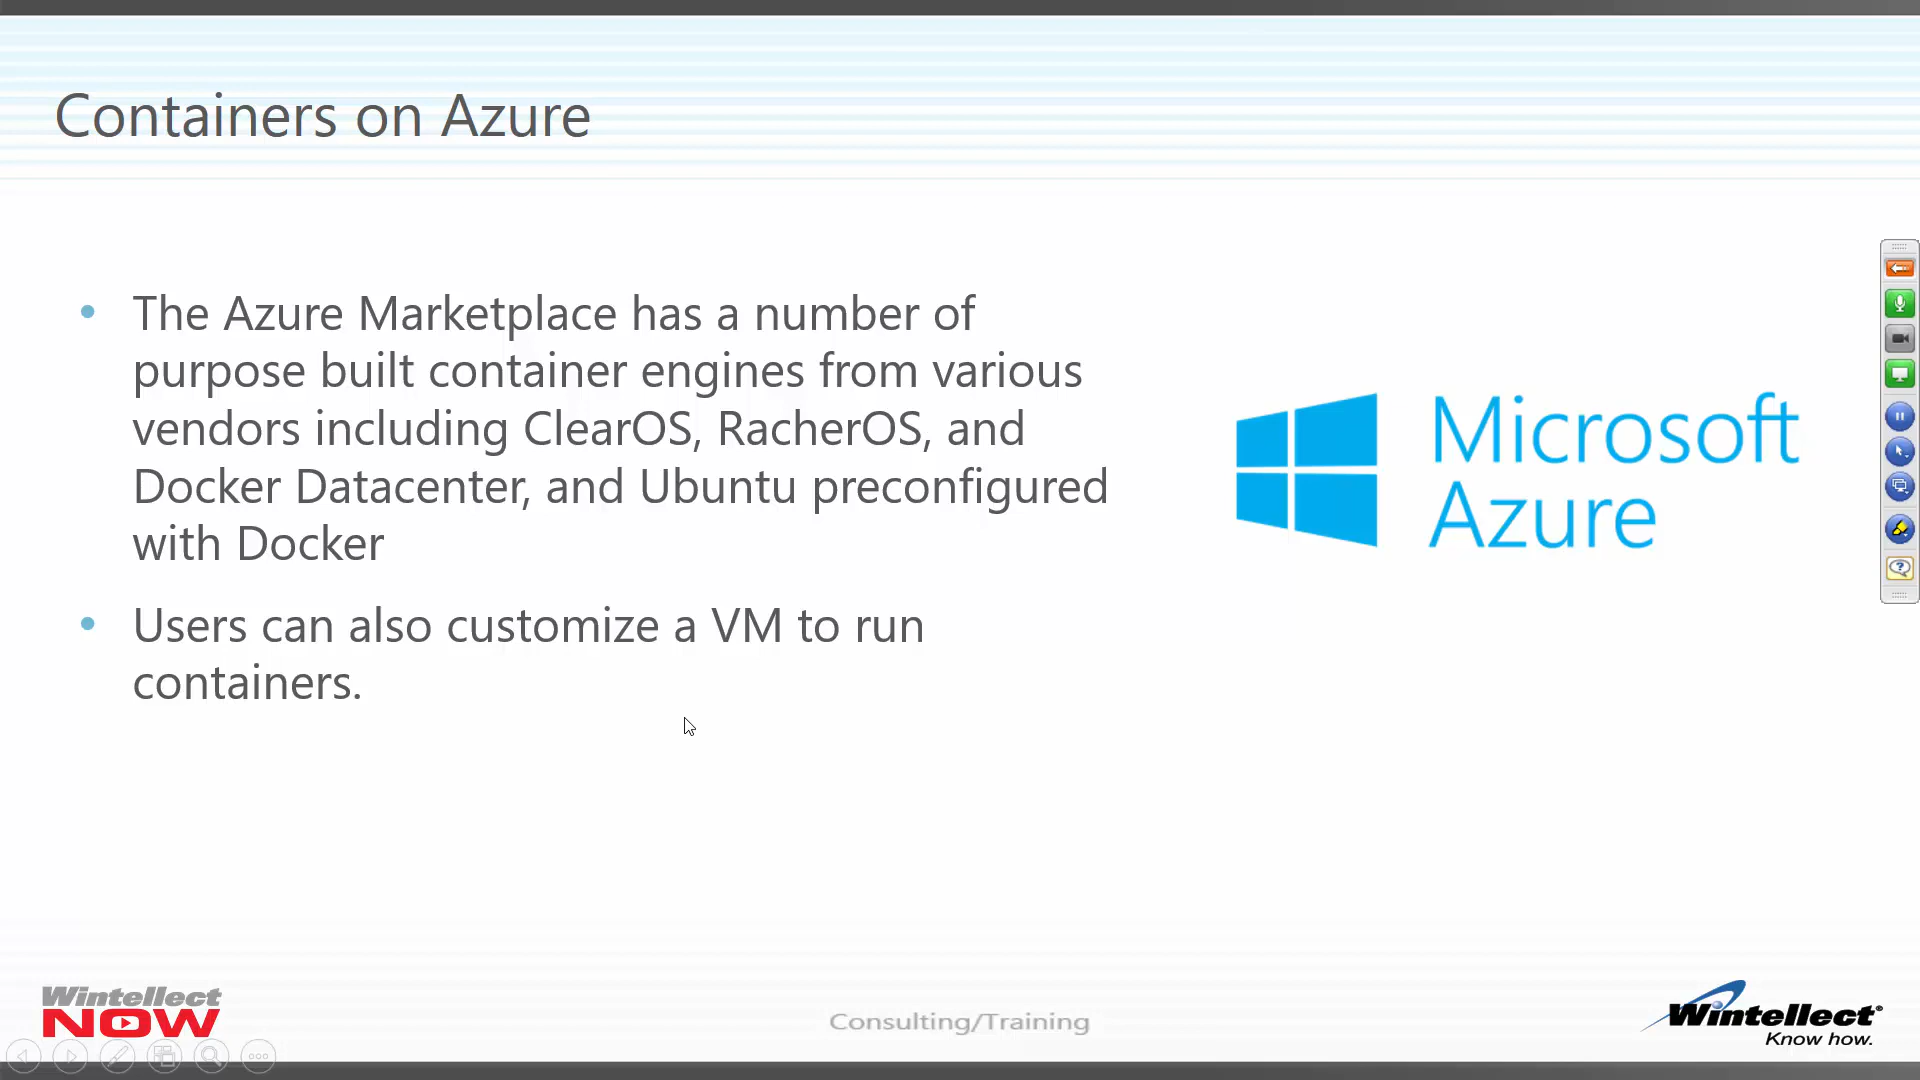 Containers on Azure
• The Azure Marketplace has a number of
purpose built container engines from various
vendors including ClearOS, RacherOS, and
Docker Datacenter, and Ubuntu preconfigured
with Docker
• Users can also customize a VM to run
containers.
Microsoft
Azure
Wintellect
NOW
Consulting/Training
Wintellect®
Know how.